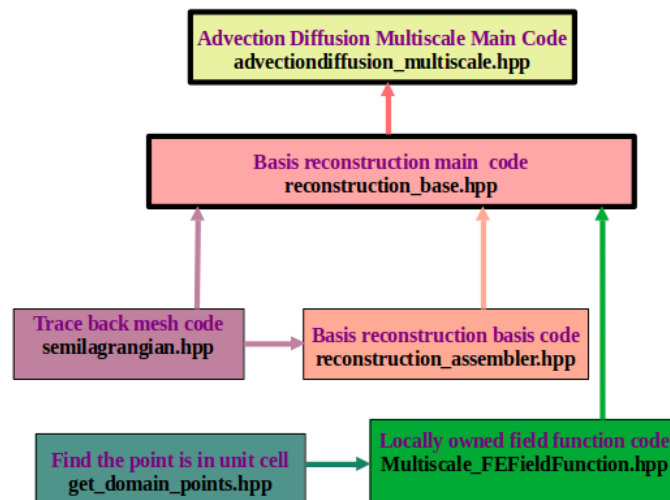 Advection Diffusion Multiscale Main Code
advectiondiffusion_multiscale.hpp
Basis reconstruction main code
reconstruction_base.hpp
Trace back mesh code
semilagrangian.hpp
Basis reconstruction basis code
reconstruction_assembler.hpp
Find the point is in unit cell
get_domain_points.hpp
Locally owned field function code
Multiscale_FEFieldFunction.hpp